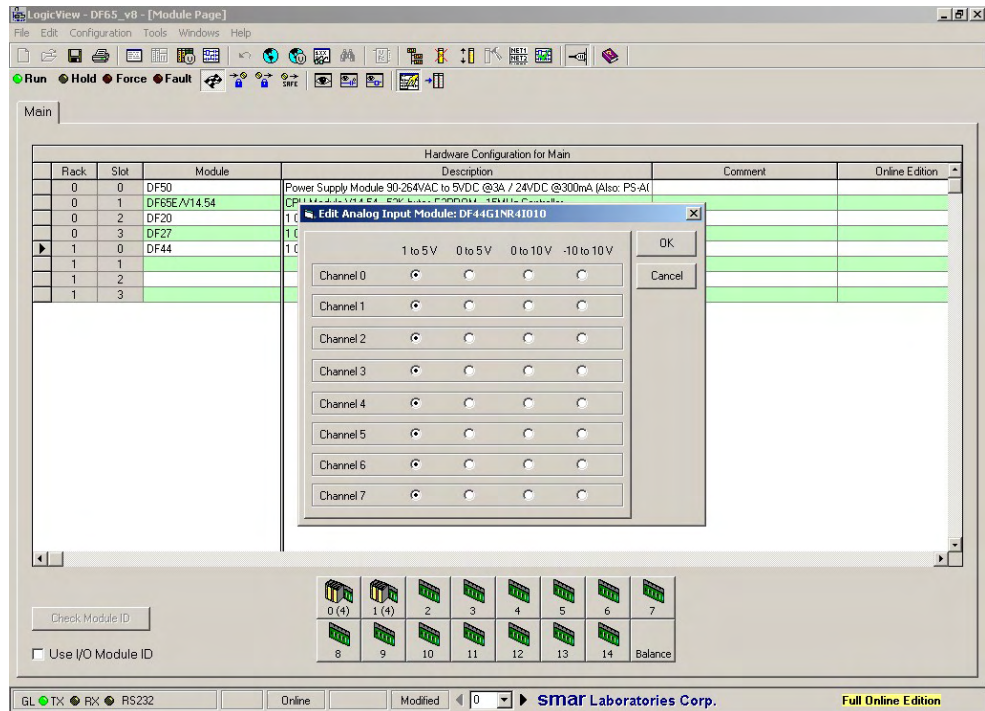 LogicView - DF65_v8 - [Module Page]
File Edit Configuration Tools Windows Help
Run Hold Force Fault
Main
Hardware Configuration for Main
Rack Slot Module Description Comment Online Edition
0 0 DF50 Power Supply Module 90-264VAC to 5VDC @3A / 24VDC @300mA (Also: PS-A(
0 1 DF65E/V14.54
0 2 DF20 1 G
0 3 DF27 1 G
1 0 DF44 1 G
1 1
1 2
1 3
Edit Analog Input Module: DF44G1NR4I010
1 to 5 V 0 to 5 V 0 to 10 V -10 to 10 V
OK
Cancel
Channel 0
Channel 1
Channel 2
Channel 3
Channel 4
Channel 5
Channel 6
Channel 7
0 (4) 1 (4) 2 3 4 5 6 7
8 9 10 11 12 13 14 Balance
Check Module ID
Use I/O Module ID
GL TX RX RS232 Online Modified 0 smar Laboratories Corp. Full Online Edition